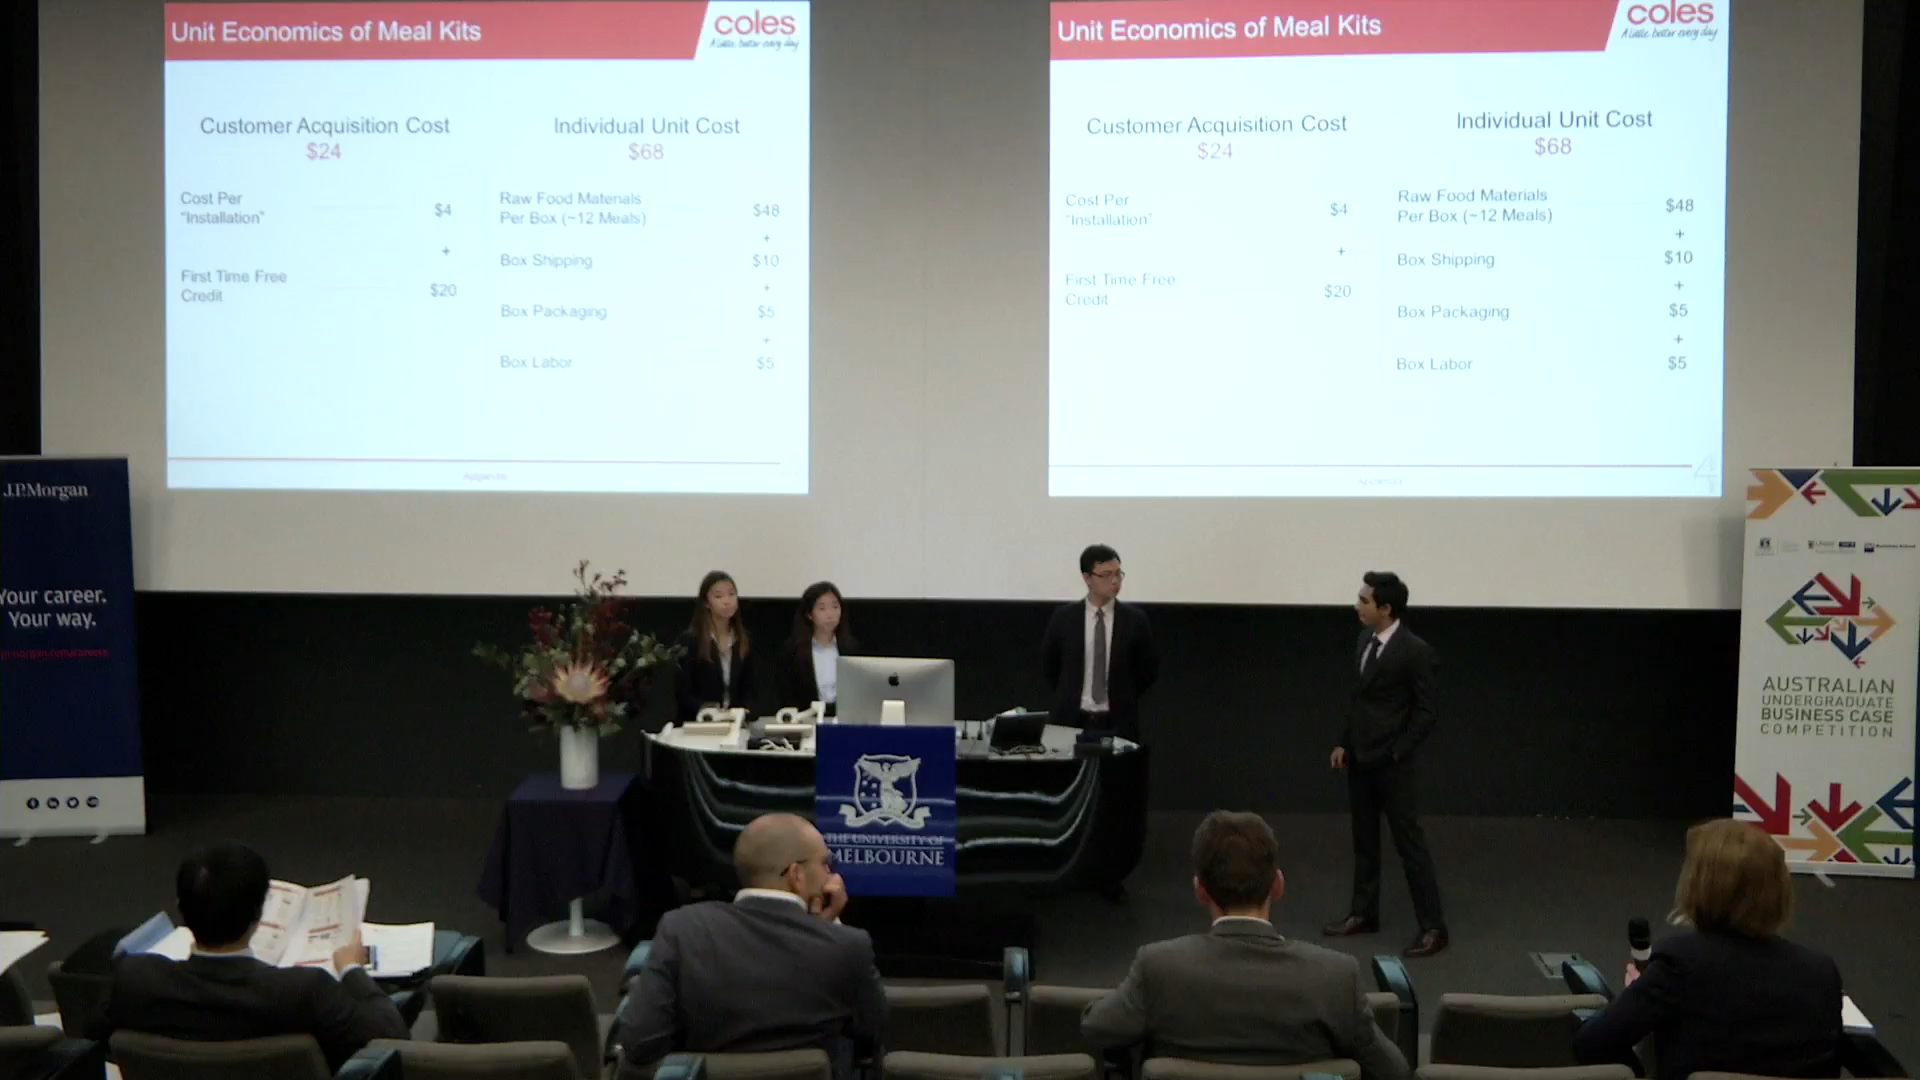 Unit Economics of Meal Kits
coles
A little better every day
Customer Acquisition Cost
$24
Individual Unit Cost
$68
Cost Per
"Installation"
$4
+
First Time Free
Credit
$20
Raw Food Materials
Per Box (~12 Meals)
$48
+
Box Shipping
$10
+
Box Packaging
$5
+
Box Labor
$5
Appendix
Unit Economics of Meal Kits
coles
A little better every day
Customer Acquisition Cost
$24
Individual Unit Cost
$68
Cost Per
"Installation"
$4
+
First Time Free
Credit
$20
Raw Food Materials
Per Box (~12 Meals)
$48
+
Box Shipping
$10
+
Box Packaging
$5
+
Box Labor
$5
Appendix
4
J.P.Morgan
Your career.
Your way.
THE UNIVERSITY OF
MELBOURNE
AUSTRALIAN
UNDERGRADUATE
BUSINESS CASE
COMPETITION